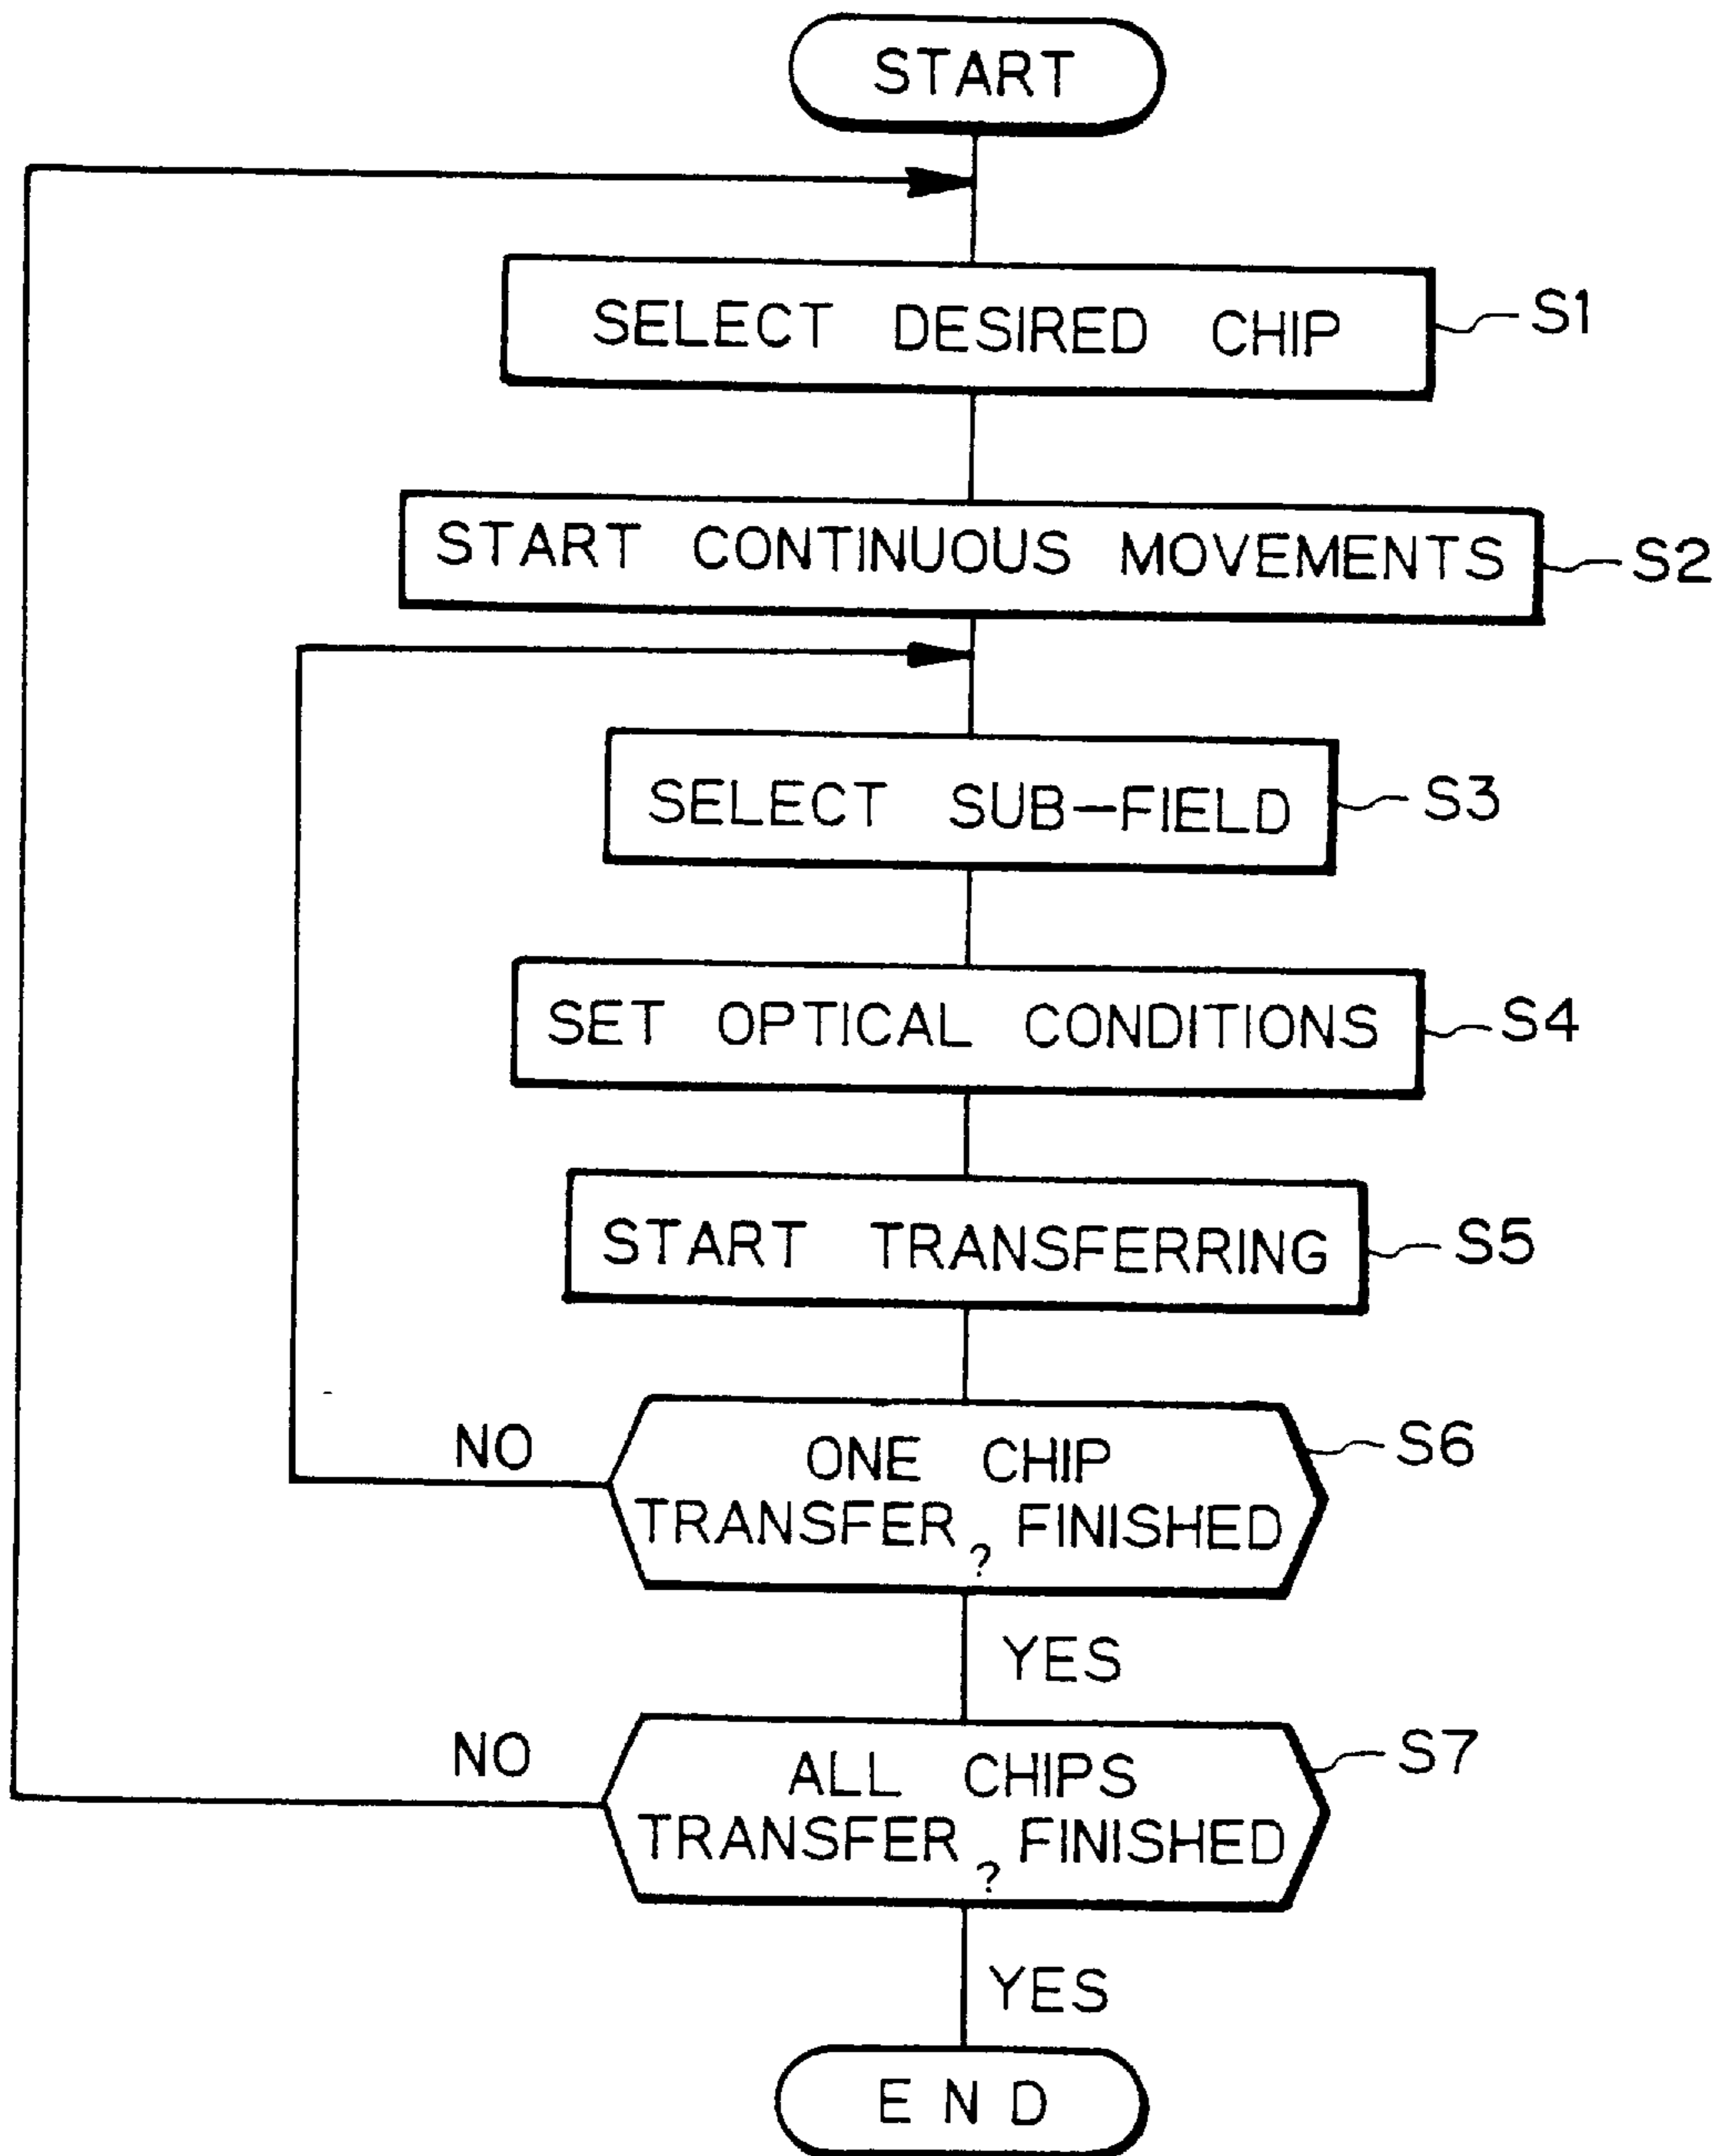 START
SELECT DESIRED CHIP
S1
START CONTINUOUS MOVEMENTS
S2
SELECT SUB-FIELD
S3
SET OPTICAL CONDITIONS
S4
START TRANSFERRING
S5
NO
ONE CHIP
TRANSFER FINISHED
?
S6
YES
NO
ALL CHIPS
TRANSFER FINISHED
?
S7
YES
END